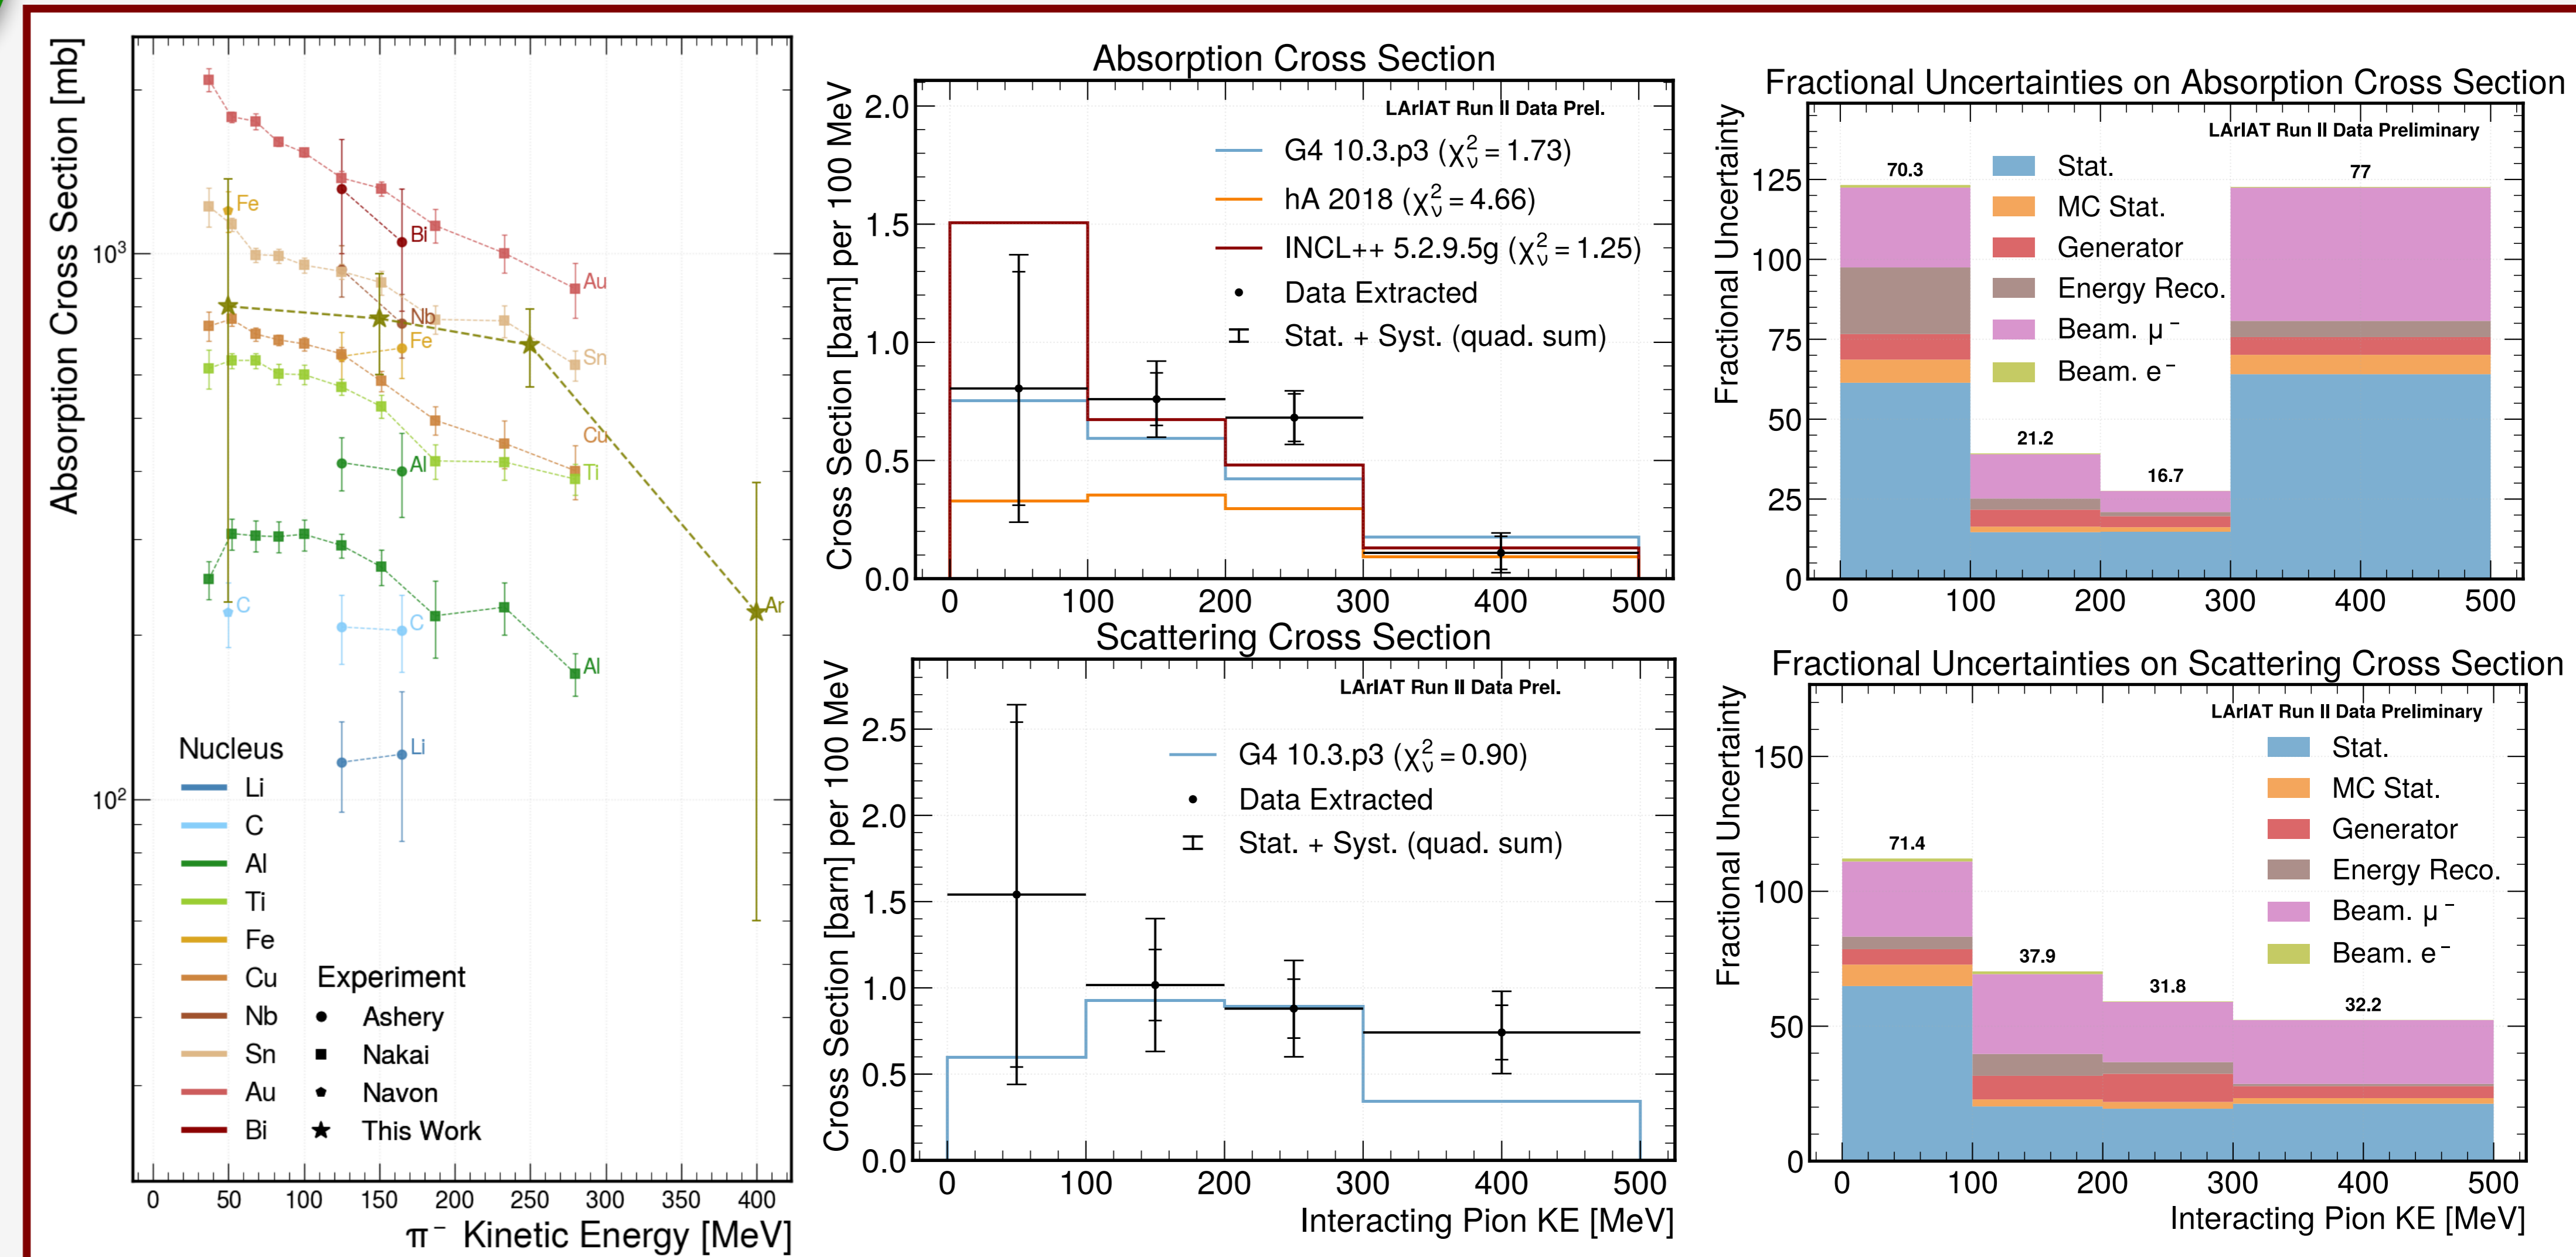 Absorption Cross Section [mb]
10³
10²
Fe
Bi
Au
Nb
Fe
Sn
Cu
Ti
Al
C
C
Al
Li
Ar
Nucleus
Li
C
Al
Ti
Fe
Cu
Nb
Sn
Au
Bi
Experiment
Ashery
Nakai
Navon
This Work
0 50 100 150 200 250 300 350 400
π⁻ Kinetic Energy [MeV]
Absorption Cross Section
Cross Section [barn] per 100 MeV
LArIAT Run II Data Prel.
G4 10.3.p3 (χ²ᵥ = 1.73)
hA 2018 (χ²ᵥ = 4.66)
INCL++ 5.2.9.5g (χ²ᵥ = 1.25)
Data Extracted
Stat. + Syst. (quad. sum)
2.0
1.5
1.0
0.5
0.0
0 100 200 300 400 500
Scattering Cross Section
Cross Section [barn] per 100 MeV
LArIAT Run II Data Prel.
G4 10.3.p3 (χ²ᵥ = 0.90)
Data Extracted
Stat. + Syst. (quad. sum)
2.5
2.0
1.5
1.0
0.5
0.0
0 100 200 300 400 500
Interacting Pion KE [MeV]
Fractional Uncertainties on Absorption Cross Section
Fractional Uncertainty
LArIAT Run II Data Preliminary
Stat.
MC Stat.
Generator
Energy Reco.
Beam. μ⁻
Beam. e⁻
70.3
21.2
16.7
77
125
100
75
50
25
0
0 100 200 300 400 500
Fractional Uncertainties on Scattering Cross Section
Fractional Uncertainty
LArIAT Run II Data Preliminary
Stat.
MC Stat.
Generator
Energy Reco.
Beam. μ⁻
Beam. e⁻
71.4
37.9
31.8
32.2
150
100
50
0
0 100 200 300 400 500
Interacting Pion KE [MeV]